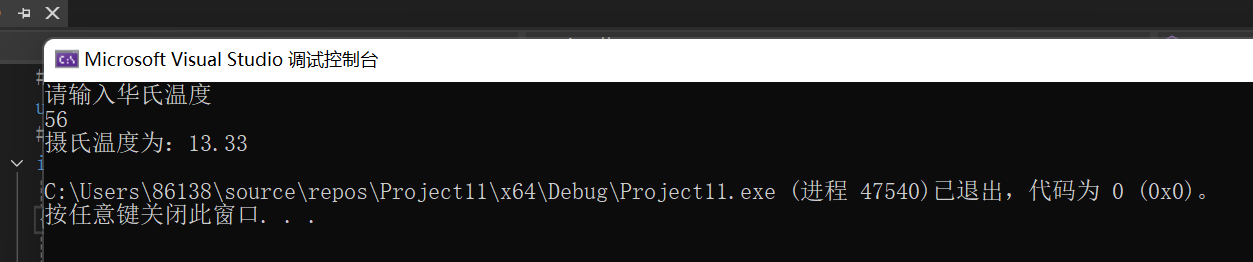 Microsoft Visual Studio 调试控制台
请输入华氏温度
56
摄氏温度为：13.33
C:\Users\86138\source\repos\Project11\x64\Debug\Project11.exe (进程 47540)已退出，代码为 0 (0x0)。
按任意键关闭此窗口. . .